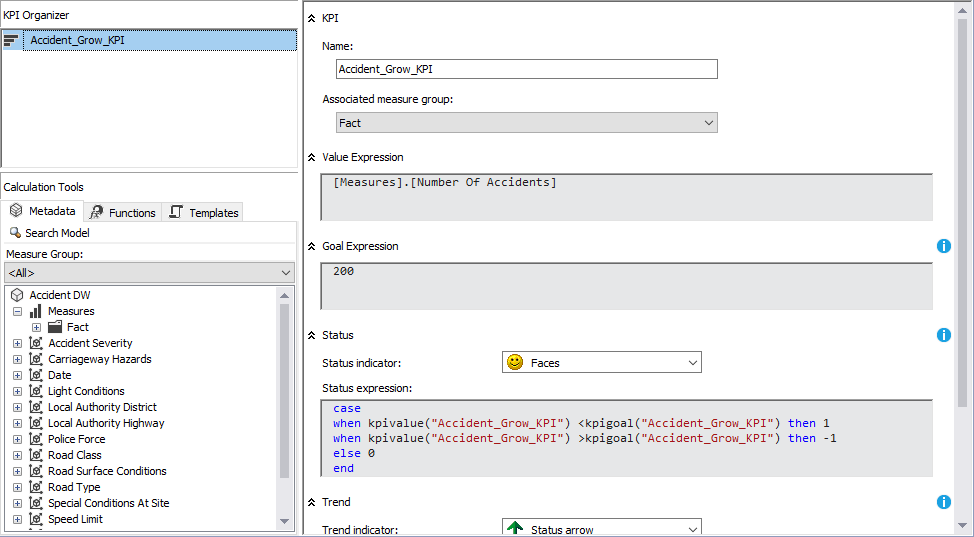 KPI Organizer
Accident_Grow_KPI
Calculation Tools
Metadata
Functions
Templates
Search Model
Measure Group:
<All>
Accident DW
Measures
Fact
Accident Severity
Carriageway Hazards
Date
Light Conditions
Local Authority District
Local Authority Highway
Police Force
Road Class
Road Surface Conditions
Road Type
Special Conditions At Site
Speed Limit
KPI
Name:
Accident_Grow_KPI
Associated measure group:
Fact
Value Expression
[Measures].[Number Of Accidents]
Goal Expression
200
Status
Status indicator:
Faces
Status expression:
case
when kpivalue("Accident_Grow_KPI") <kpigoal("Accident_Grow_KPI") then 1
when kpivalue("Accident_Grow_KPI") >kpigoal("Accident_Grow_KPI") then -1
else 0
end
Trend
Trend indicator:
Status arrow